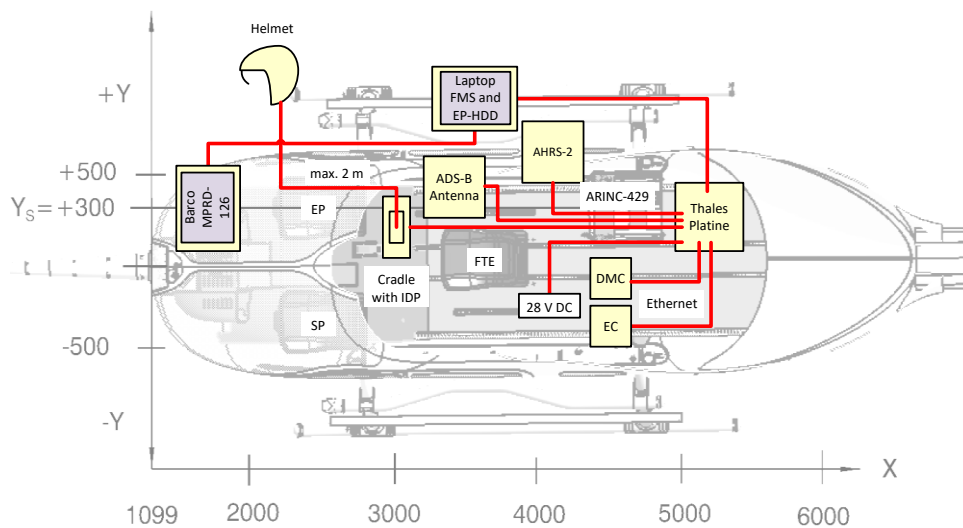 Helmet
+Y
Laptop
FMS and
EP-HDD
AHRS-2
+500
max. 2 m
ADS-B
Antenna
ARINC-429
Barco
MPRD-
126
EP
Thales
Platine
YS=+300
FTE
Cradle
with IDP
DMC
Ethernet
28 V DC
SP
EC
-500
-Y
X
1099
2000
3000
4000
5000
6000